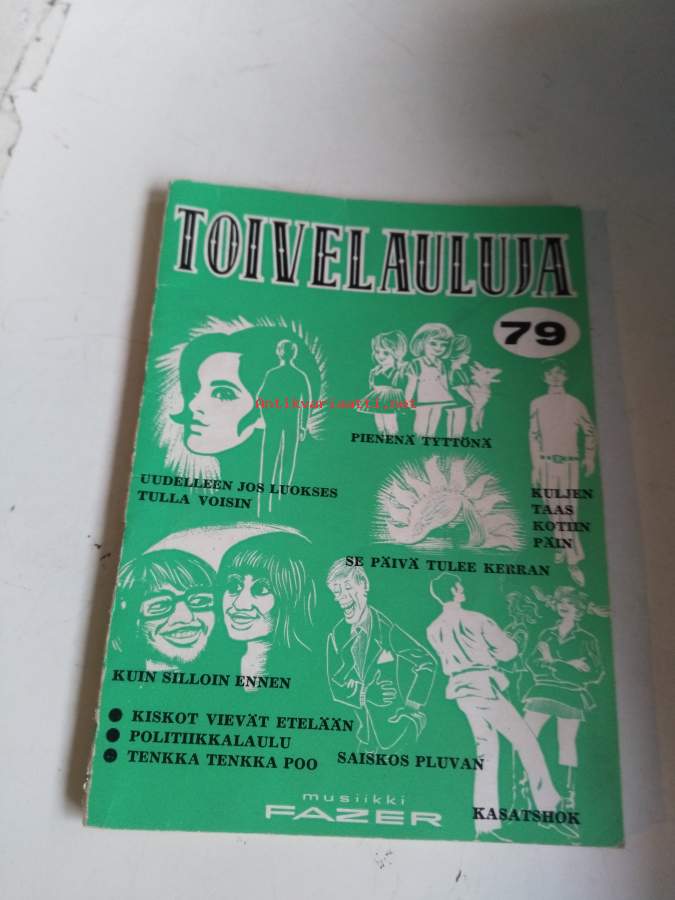 TOIVELAULUJA
79
antikvariaatti.net
PIENENÄ TYTTÖNÄ
UUDELLEEN JOS LUOKSES
TULLA VOISIN
KULJEN
TAAS
KOTIIN
PÄIN
SE PÄIVÄ TULEE KERRAN
KUIN SILLOIN ENNEN
● KISKOT VIEVÄT ETELÄÄN
● POLITIIKKALAULU
● TENKKA TENKKA POO
SAISKOS PLUVAN
musiikki
FAZER
KASATSHOK